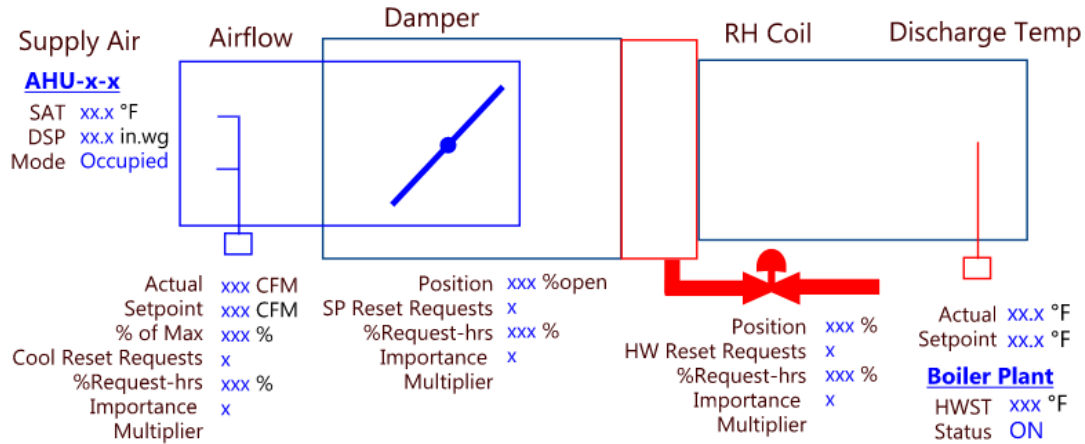 Supply Air
AHU-x-x
SAT xx.x °F
DSP xx.x in.wg
Mode Occupied
Airflow
Actual xxx CFM
Setpoint xxx CFM
% of Max xxx %
Cool Reset Requests x
%Request-hrs xxx %
Importance x
Multiplier
Damper
Position xxx %open
SP Reset Requests x
%Request-hrs xxx %
Importance x
Multiplier
RH Coil
Position xxx %
HW Reset Requests x
%Request-hrs xxx %
Importance x
Multiplier
Discharge Temp
Actual xx.x °F
Setpoint xx.x °F
Boiler Plant
HWST xxx °F
Status ON